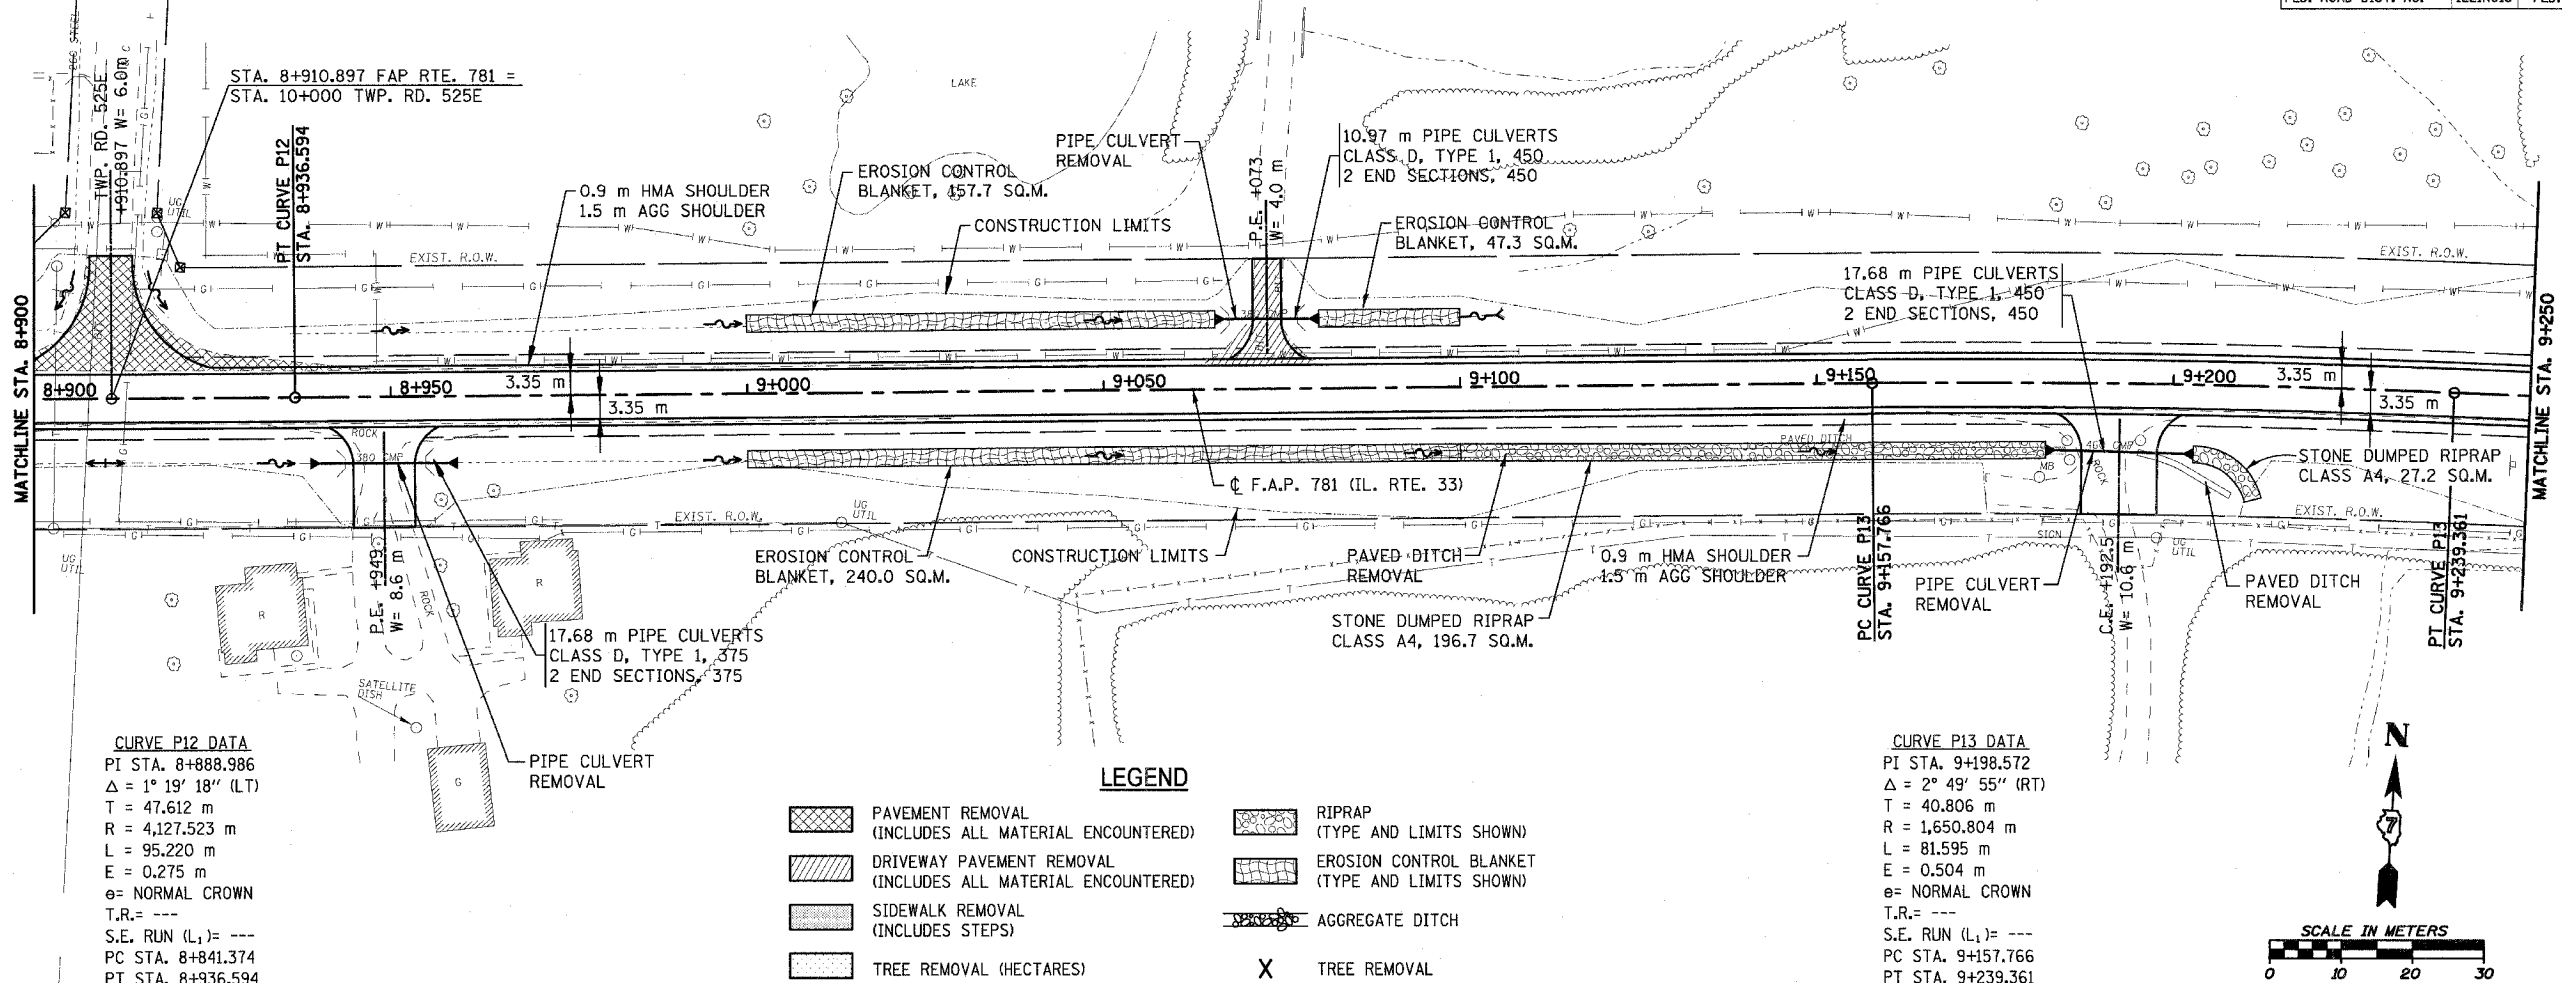 FED. ROAD DIST. NO. ILLINOIS FED.
TWP. RD. 525E
+910.897 W= 6.0m
STA. 8+910.897 FAP RTE. 781 =
STA. 10+000 TWP. RD. 525E
PT CURVE P12
STA. 8+936.594
UG
UTIL
0.9 m HMA SHOULDER
1.5 m AGG SHOULDER
EROSION CONTROL
BLANKET, 157.7 SQ.M.
CONSTRUCTION LIMITS
LAKE
PIPE CULVERT
REMOVAL
P.E. +073
W= 4.0 m
10.97 m PIPE CULVERTS
CLASS D, TYPE 1, 450
2 END SECTIONS, 450
EROSION CONTROL
BLANKET, 47.3 SQ.M.
17.68 m PIPE CULVERTS
CLASS D, TYPE 1, 450
2 END SECTIONS, 450
EXIST. R.O.W.
EXIST. R.O.W.
MATCHLINE STA. 8+900
8+900
8+950
3.35 m
3.35 m
9+000
9+050
9+100
9+150
9+200
3.35 m
3.35 m
MATCHLINE STA. 9+250
ROCK
380 CMP
PAVED DITCH
MB
ROCK
STONE DUMPED RIPRAP
CLASS A4, 27.2 SQ.M.
℄ F.A.P. 781 (IL. RTE. 33)
EXIST. R.O.W.
UG
UTIL
EXIST. R.O.W.
SIGN
UG
UTIL
UG
UTIL
EROSION CONTROL
BLANKET, 240.0 SQ.M.
CONSTRUCTION LIMITS
PAVED DITCH
REMOVAL
0.9 m HMA SHOULDER
1.5 m AGG SHOULDER
PC CURVE P13
STA. 9+157.766
PIPE CULVERT
REMOVAL
C.E. +192.5
W= 10.6 m
PAVED DITCH
REMOVAL
PT CURVE P13
STA. 9+239.361
STONE DUMPED RIPRAP
CLASS A4, 196.7 SQ.M.
R
R
P.E. +949
W= 8.6 m
ROCK
17.68 m PIPE CULVERTS
CLASS D, TYPE 1, 375
2 END SECTIONS, 375
SATELLITE
DISH
G
PIPE CULVERT
REMOVAL
CURVE P12 DATA
PI STA. 8+888.986
Δ = 1° 19' 18" (LT)
T = 47.612 m
R = 4,127.523 m
L = 95.220 m
E = 0.275 m
e= NORMAL CROWN
T.R.= ---
S.E. RUN (L₁)= ---
PC STA. 8+841.374
PT STA. 8+936.594
LEGEND
PAVEMENT REMOVAL
(INCLUDES ALL MATERIAL ENCOUNTERED)
DRIVEWAY PAVEMENT REMOVAL
(INCLUDES ALL MATERIAL ENCOUNTERED)
SIDEWALK REMOVAL
(INCLUDES STEPS)
TREE REMOVAL (HECTARES)
RIPRAP
(TYPE AND LIMITS SHOWN)
EROSION CONTROL BLANKET
(TYPE AND LIMITS SHOWN)
AGGREGATE DITCH
X TREE REMOVAL
CURVE P13 DATA
PI STA. 9+198.572
Δ = 2° 49' 55" (RT)
T = 40.806 m
R = 1,650.804 m
L = 81.595 m
E = 0.504 m
e= NORMAL CROWN
T.R.= ---
S.E. RUN (L₁)= ---
PC STA. 9+157.766
PT STA. 9+239.361
N
7
SCALE IN METERS
0 10 20 30